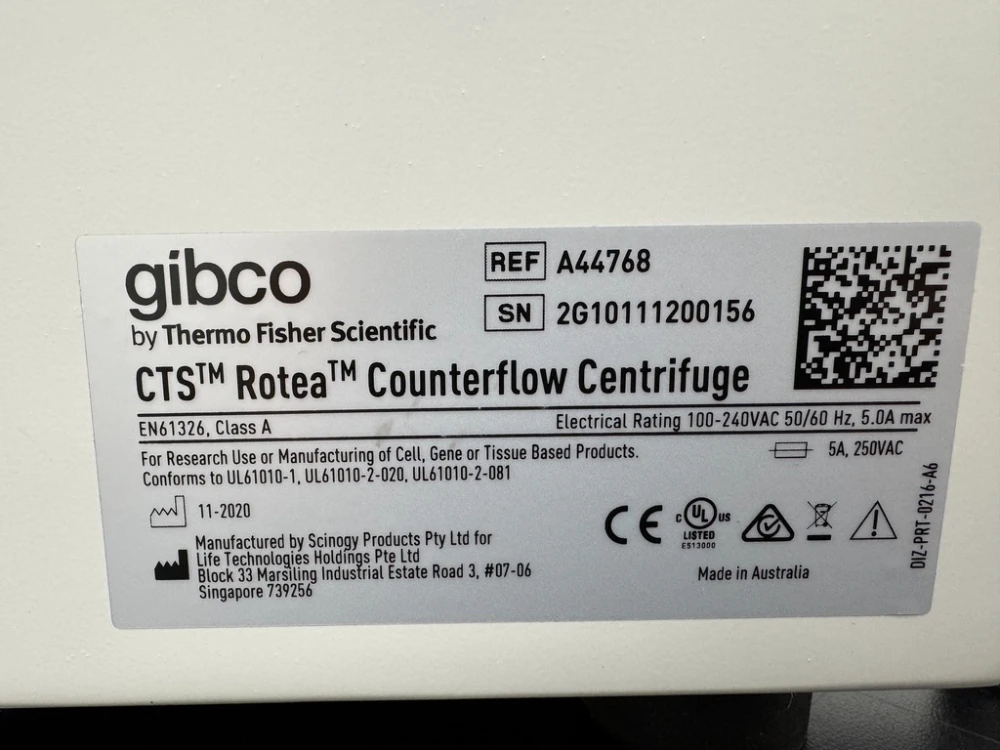 gibco
by Thermo Fisher Scientific
REF A44768
SN 2G10111200156
CTS™ Rotea™ Counterflow Centrifuge
EN61326, Class A
Electrical Rating 100-240VAC 50/60 Hz, 5.0A max
For Research Use or Manufacturing of Cell, Gene or Tissue Based Products.
5A, 250VAC
Conforms to UL61010-1, UL61010-2-020, UL61010-2-081
11-2020
CE
c UL us
LISTED
E513000
Manufactured by Scinogy Products Pty Ltd for
Life Technologies Holdings Pte Ltd
Block 33 Marsiling Industrial Estate Road 3, #07-06
Singapore 739256
Made in Australia
DIZ-PRT-0216-A6